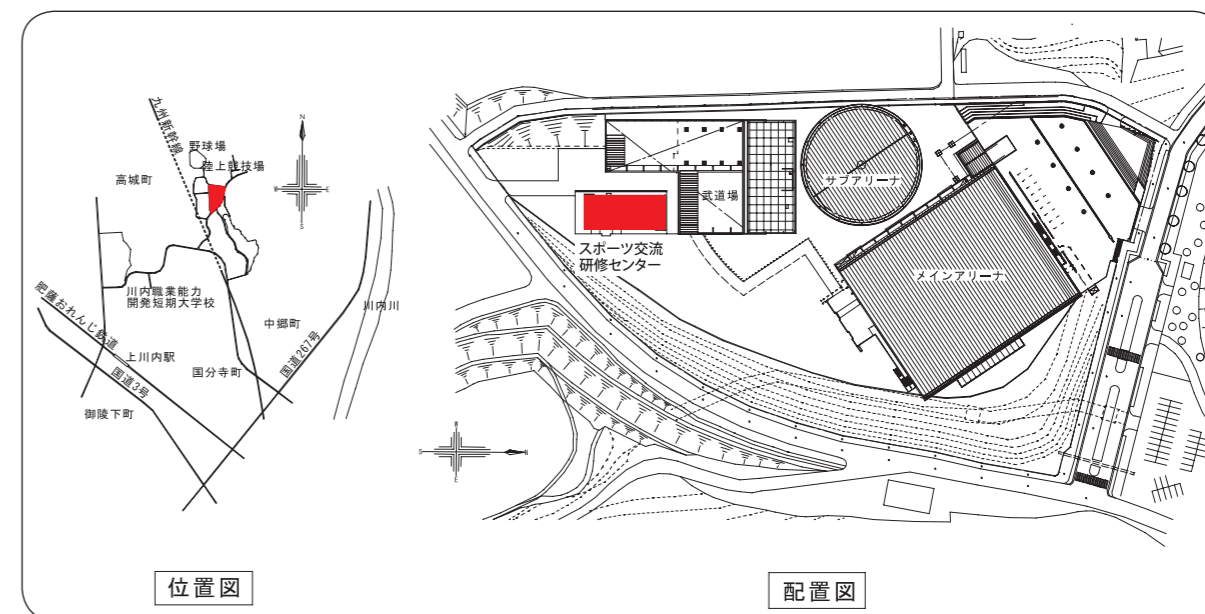 九州新幹線
野球場
陸上競技場
高城町
N
W
E
S
川内職業能力
開発短期大学校
肥薩おれんじ鉄道
上川内駅
国道3号
中郷町
国分寺町
国道267号
川内川
御陵下町
位置図
サブアリーナ
武道場
スポーツ交流
研修センター
メインアリーナ
W
S
N
E
配置図